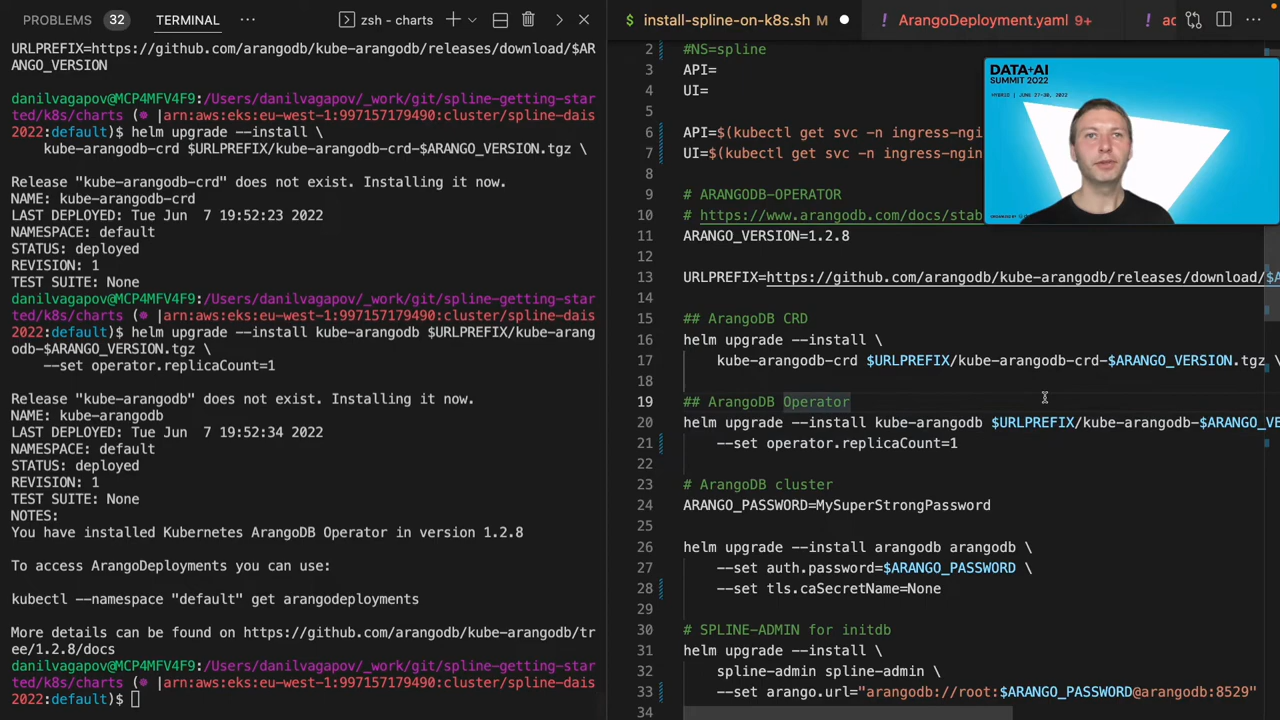 PROBLEMS 32 TERMINAL ··· zsh - charts
URLPREFIX=https://github.com/arangodb/kube-arangodb/releases/download/$AR
ANGO_VERSION
danilvagapov@MCP4MFV4F9:/Users/danilvagapov/_work/git/spline-getting-star
ted/k8s/charts (⎈ |arn:aws:eks:eu-west-1:997157179490:cluster/spline-dais
2022:default)$ helm upgrade --install \
kube-arangodb-crd $URLPREFIX/kube-arangodb-crd-$ARANGO_VERSION.tgz \
Release "kube-arangodb-crd" does not exist. Installing it now.
NAME: kube-arangodb-crd
LAST DEPLOYED: Tue Jun  7 19:52:23 2022
NAMESPACE: default
STATUS: deployed
REVISION: 1
TEST SUITE: None
danilvagapov@MCP4MFV4F9:/Users/danilvagapov/_work/git/spline-getting-star
ted/k8s/charts (⎈ |arn:aws:eks:eu-west-1:997157179490:cluster/spline-dais
2022:default)$ helm upgrade --install kube-arangodb $URLPREFIX/kube-arang
odb-$ARANGO_VERSION.tgz \
--set operator.replicaCount=1
Release "kube-arangodb" does not exist. Installing it now.
NAME: kube-arangodb
LAST DEPLOYED: Tue Jun  7 19:52:34 2022
NAMESPACE: default
STATUS: deployed
REVISION: 1
TEST SUITE: None
NOTES:
You have installed Kubernetes ArangoDB Operator in version 1.2.8
To access ArangoDeployments you can use:
kubectl --namespace "default" get arangodeployments
More details can be found on https://github.com/arangodb/kube-arangodb/tr
ee/1.2.8/docs
danilvagapov@MCP4MFV4F9:/Users/danilvagapov/_work/git/spline-getting-star
ted/k8s/charts (⎈ |arn:aws:eks:eu-west-1:997157179490:cluster/spline-dais
2022:default)$
$ install-spline-on-k8s.sh M ! ArangoDeployment.yaml 9+ ! ac
2 #NS=spline
3 API=
4 UI=
5
6 API=$(kubectl get svc -n ingress-ngin
7 UI=$(kubectl get svc -n ingress-ngin
8
9 # ARANGODB-OPERATOR
10 # https://www.arangodb.com/docs/stab
11 ARANGO_VERSION=1.2.8
12
13 URLPREFIX=https://github.com/arangodb/kube-arangodb/releases/download/$A
14
15 ## ArangoDB CRD
16 helm upgrade --install \
17 kube-arangodb-crd $URLPREFIX/kube-arangodb-crd-$ARANGO_VERSION.tgz \
18
19 ## ArangoDB Operator
20 helm upgrade --install kube-arangodb $URLPREFIX/kube-arangodb-$ARANGO_VE
21 --set operator.replicaCount=1
22
23 # ArangoDB cluster
24 ARANGO_PASSWORD=MySuperStrongPassword
25
26 helm upgrade --install arangodb arangodb \
27 --set auth.password=$ARANGO_PASSWORD \
28 --set tls.caSecretName=None
29
30 # SPLINE-ADMIN for initdb
31 helm upgrade --install \
32 spline-admin spline-admin \
33 --set arango.url="arangodb://root:$ARANGO_PASSWORD@arangodb:8529"
34
DATA+AI
SUMMIT 2022
HYBRID | JUNE 27-30, 2022